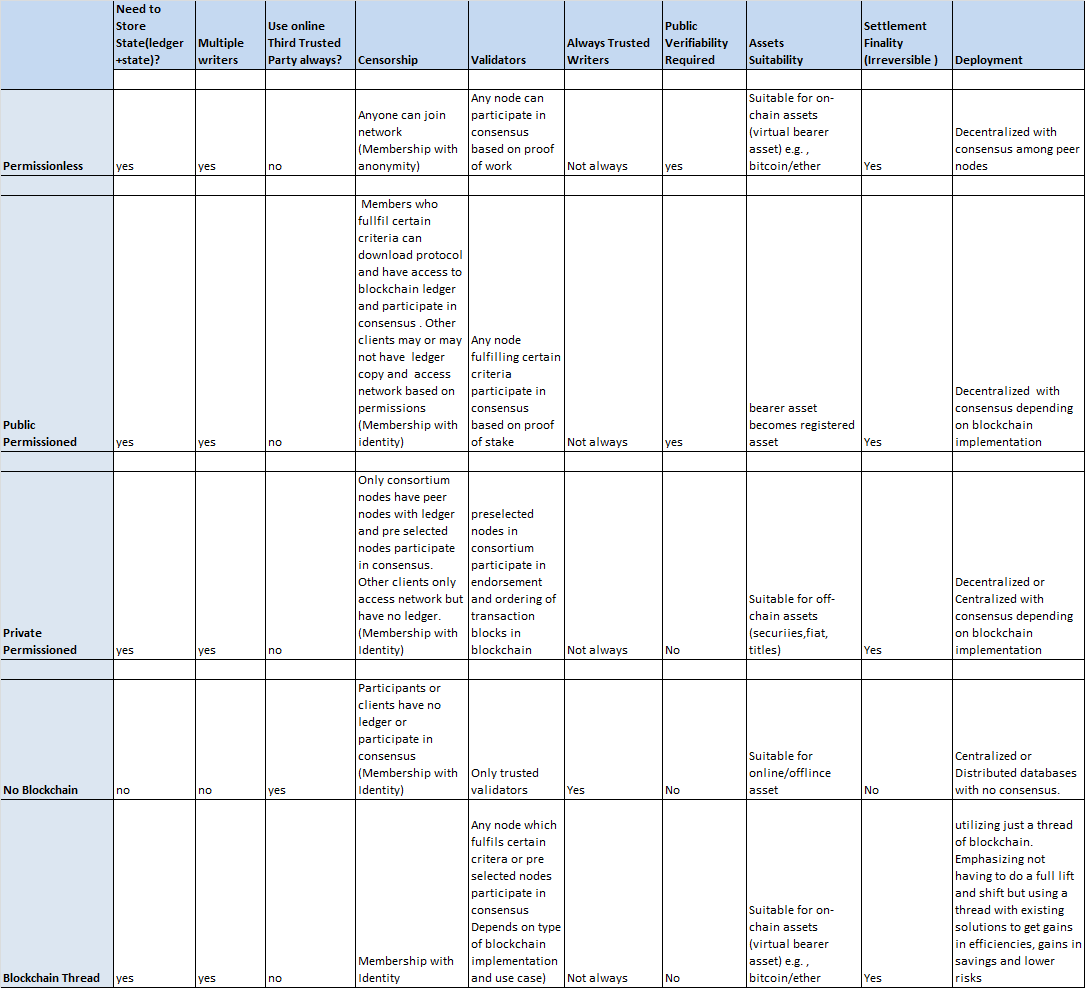 Need to
Store
State(ledger
+state)?
Multiple
writers
Use online
Third Trusted
Party always?
Censorship
Validators
Always Trusted
Writers
Public
Verifiability
Required
Assets
Suitability
Settlement
Finality
(Irreversible )
Deployment
Permissionless
yes
yes
no
Anyone can join
network
(Membership with
anonymity)
Any node can
participate in
consensus
based on proof
of work
Not always
yes
Suitable for on-
chain assets
(virtual bearer
asset) e.g. ,
bitcoin/ether
Yes
Decentralized with
consensus among peer
nodes
Public
Permissioned
yes
yes
no
Members who
fullfil certain
criteria can
download protocol
and have access to
blockchain ledger
and participate in
consensus . Other
clients may or may
not have ledger
copy and access
network based on
permissions
(Membership with
identity)
Any node
fulfilling certain
criteria
participate in
consensus
based on proof
of stake
Not always
yes
bearer asset
becomes registered
asset
Yes
Decentralized with
consensus depending
on blockchain
implementation
Private
Permissioned
yes
yes
no
Only consortium
nodes have peer
nodes with ledger
and pre selected
nodes participate
in consensus.
Other clients only
access network but
have no ledger.
(Membership with
Identity)
preselected
nodes in
consortium
participate in
endorsement
and ordering of
transaction
blocks in
blockchain
Not always
No
Suitable for off-
chain assets
(securiies,fiat,
titles)
Yes
Decentralized or
Centralized with
consensus depending
on blockchain
implementation
No Blockchain
no
no
yes
Participants or
clients have no
ledger or
participate in
consensus
(Membership with
Identity)
Only trusted
validators
Yes
No
Suitable for
online/offlince
asset
No
Centralized or
Distributed databases
with no consensus.
Blockchain Thread
yes
yes
no
Membership with
Identity
Any node which
fulfils certain
critera or pre
selected nodes
participate in
consensus
Depends on type
of blockchain
implementation
and use case)
Not always
No
Suitable for on-
chain assets
(virtual bearer
asset) e.g. ,
bitcoin/ether
Yes
utilizing just a thread
of blockchain.
Emphasizing not
having to do a full lift
and shift but using a
thread with existing
solutions to get gains
in efficiencies, gains in
savings and lower
risks